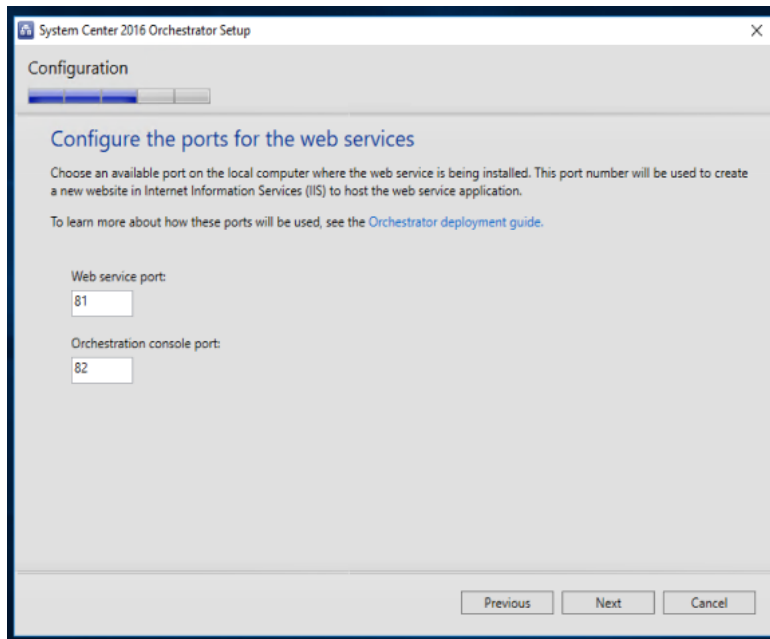 System Center 2016 Orchestrator Setup
Configuration
Configure the ports for the web services
Choose an available port on the local computer where the web service is being installed. This port number will be used to create
a new website in Internet Information Services (IIS) to host the web service application.
To learn more about how these ports will be used, see the Orchestrator deployment guide.
Web service port:
81
Orchestration console port:
82
Previous Next Cancel